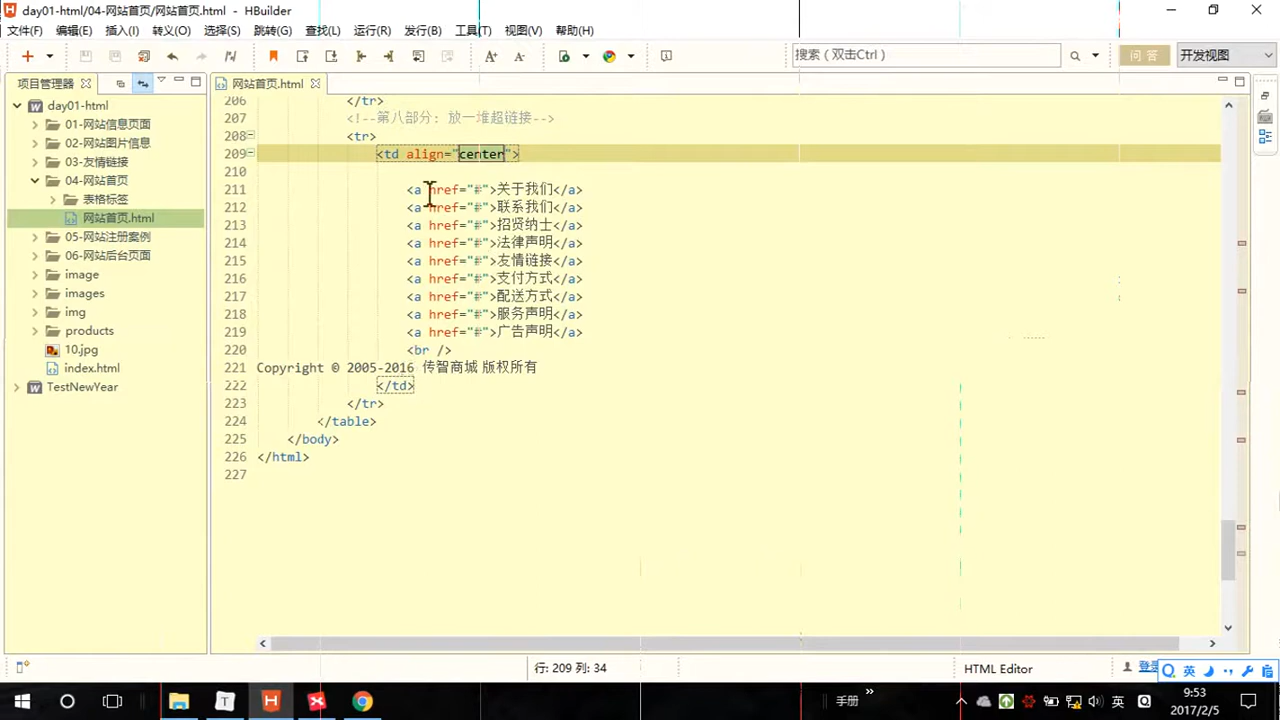 day01-html/04-网站首页/网站首页.html - HBuilder
文件(F) 编辑(E) 插入(I) 转义(O) 选择(S) 跳转(G) 查找(L) 运行(R) 发行(B) 工具(T) 视图(V) 帮助(H)
搜索（双击Ctrl） 问 答 开发视图
项目管理器
网站首页.html
day01-html
01-网站信息页面
02-网站图片信息
03-友情链接
04-网站首页
表格标签
网站首页.html
05-网站注册案例
06-网站后台页面
image
images
img
products
10.jpg
index.html
TestNewYear
206 </tr>
207 <!--第八部分: 放一堆超链接-->
208 <tr>
209 <td align="center">
210
211 <a href="#">关于我们</a>
212 <a href="#">联系我们</a>
213 <a href="#">招贤纳士</a>
214 <a href="#">法律声明</a>
215 <a href="#">友情链接</a>
216 <a href="#">支付方式</a>
217 <a href="#">配送方式</a>
218 <a href="#">服务声明</a>
219 <a href="#">广告声明</a>
220 <br />
221 Copyright © 2005-2016 传智商城 版权所有
222 </td>
223 </tr>
224 </table>
225 </body>
226 </html>
227
行: 209 列: 34
HTML Editor
英
手册
英
9:53
2017/2/5